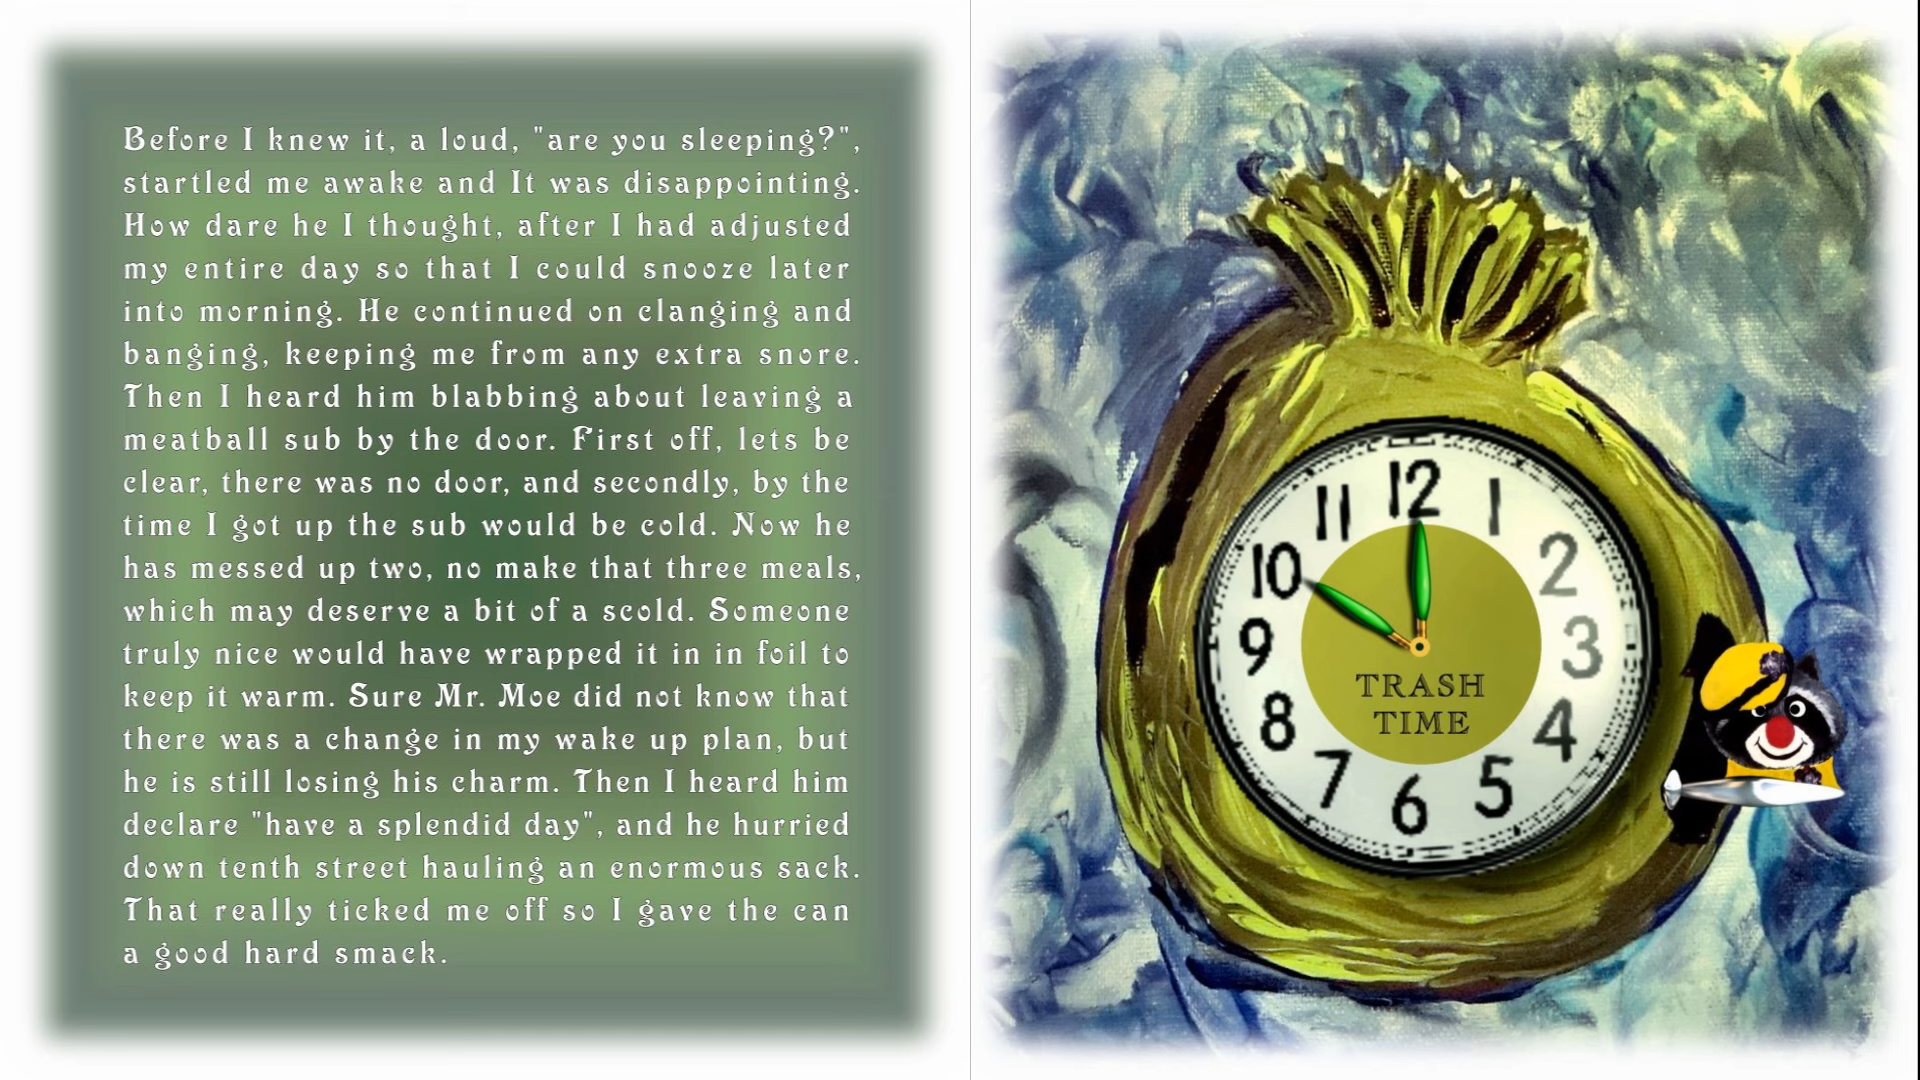 Before I knew it, a loud, "are you sleeping?",
startled me awake and It was disappointing.
How dare he I thought, after I had adjusted
my entire day so that I could snooze later
into morning. He continued on clanging and
banging, keeping me from any extra snore.
Then I heard him blabbing about leaving a
meatball sub by the door. First off, lets be
clear, there was no door, and secondly, by the
time I got up the sub would be cold. Now he
has messed up two, no make that three meals,
which may deserve a bit of a scold. Someone
truly nice would have wrapped it in in foil to
keep it warm. Sure Mr. Moe did not know that
there was a change in my wake up plan, but
he is still losing his charm. Then I heard him
declare "have a splendid day", and he hurried
down tenth street hauling an enormous sack.
That really ticked me off so I gave the can
a good hard smack.
12
11
1
10
2
9
3
8
4
7
5
6
TRASH
TIME